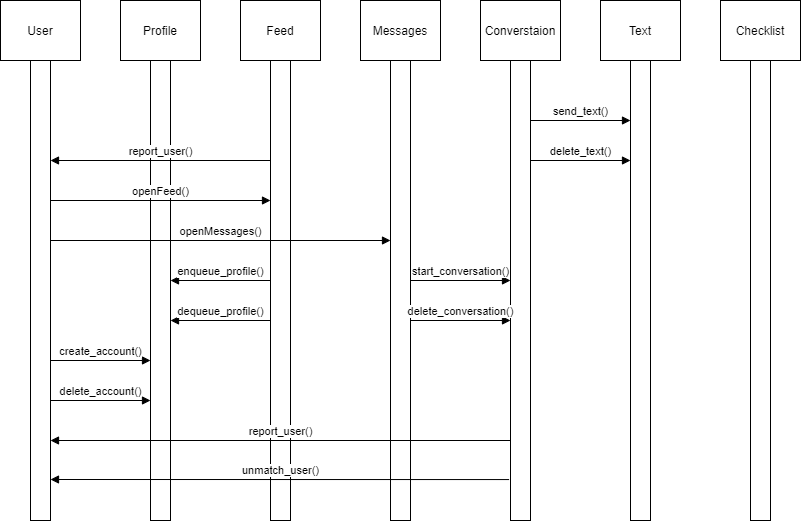 User
Profile
Feed
Messages
Converstaion
Text
Checklist
send_text()
report_user()
delete_text()
openFeed()
openMessages()
enqueue_profile()
start_conversation()
dequeue_profile()
delete_conversation()
create_account()
delete_account()
report_user()
unmatch_user()